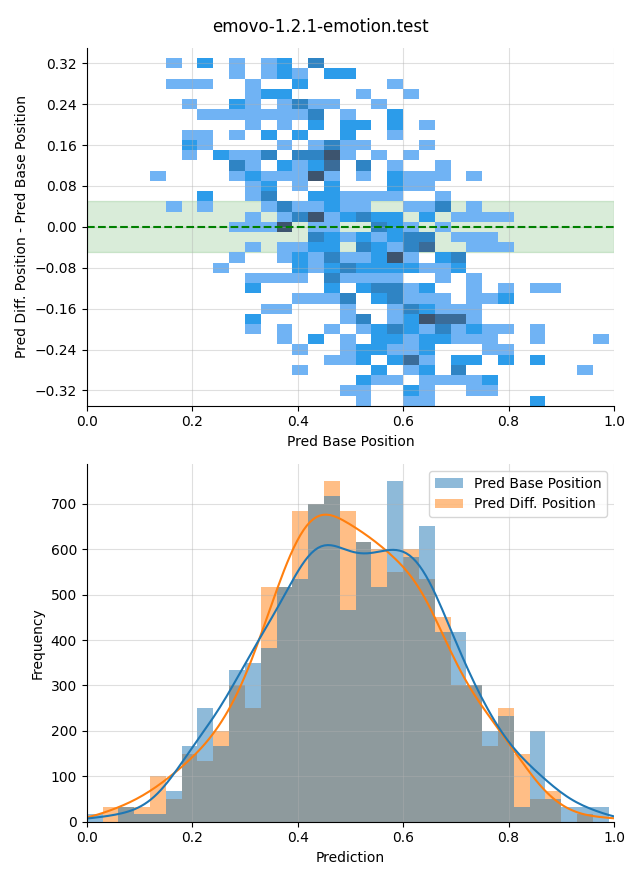 emovo-1.2.1-emotion.test
0.32
0.24
0.16
0.08
0.00
−0.08
−0.16
−0.24
−0.32
Pred Diff. Position - Pred Base Position
0.0 0.2 0.4 0.6 0.8 1.0
Pred Base Position
Pred Base Position
Pred Diff. Position
700
600
500
400
300
200
100
0
Frequency
0.0 0.2 0.4 0.6 0.8 1.0
Prediction